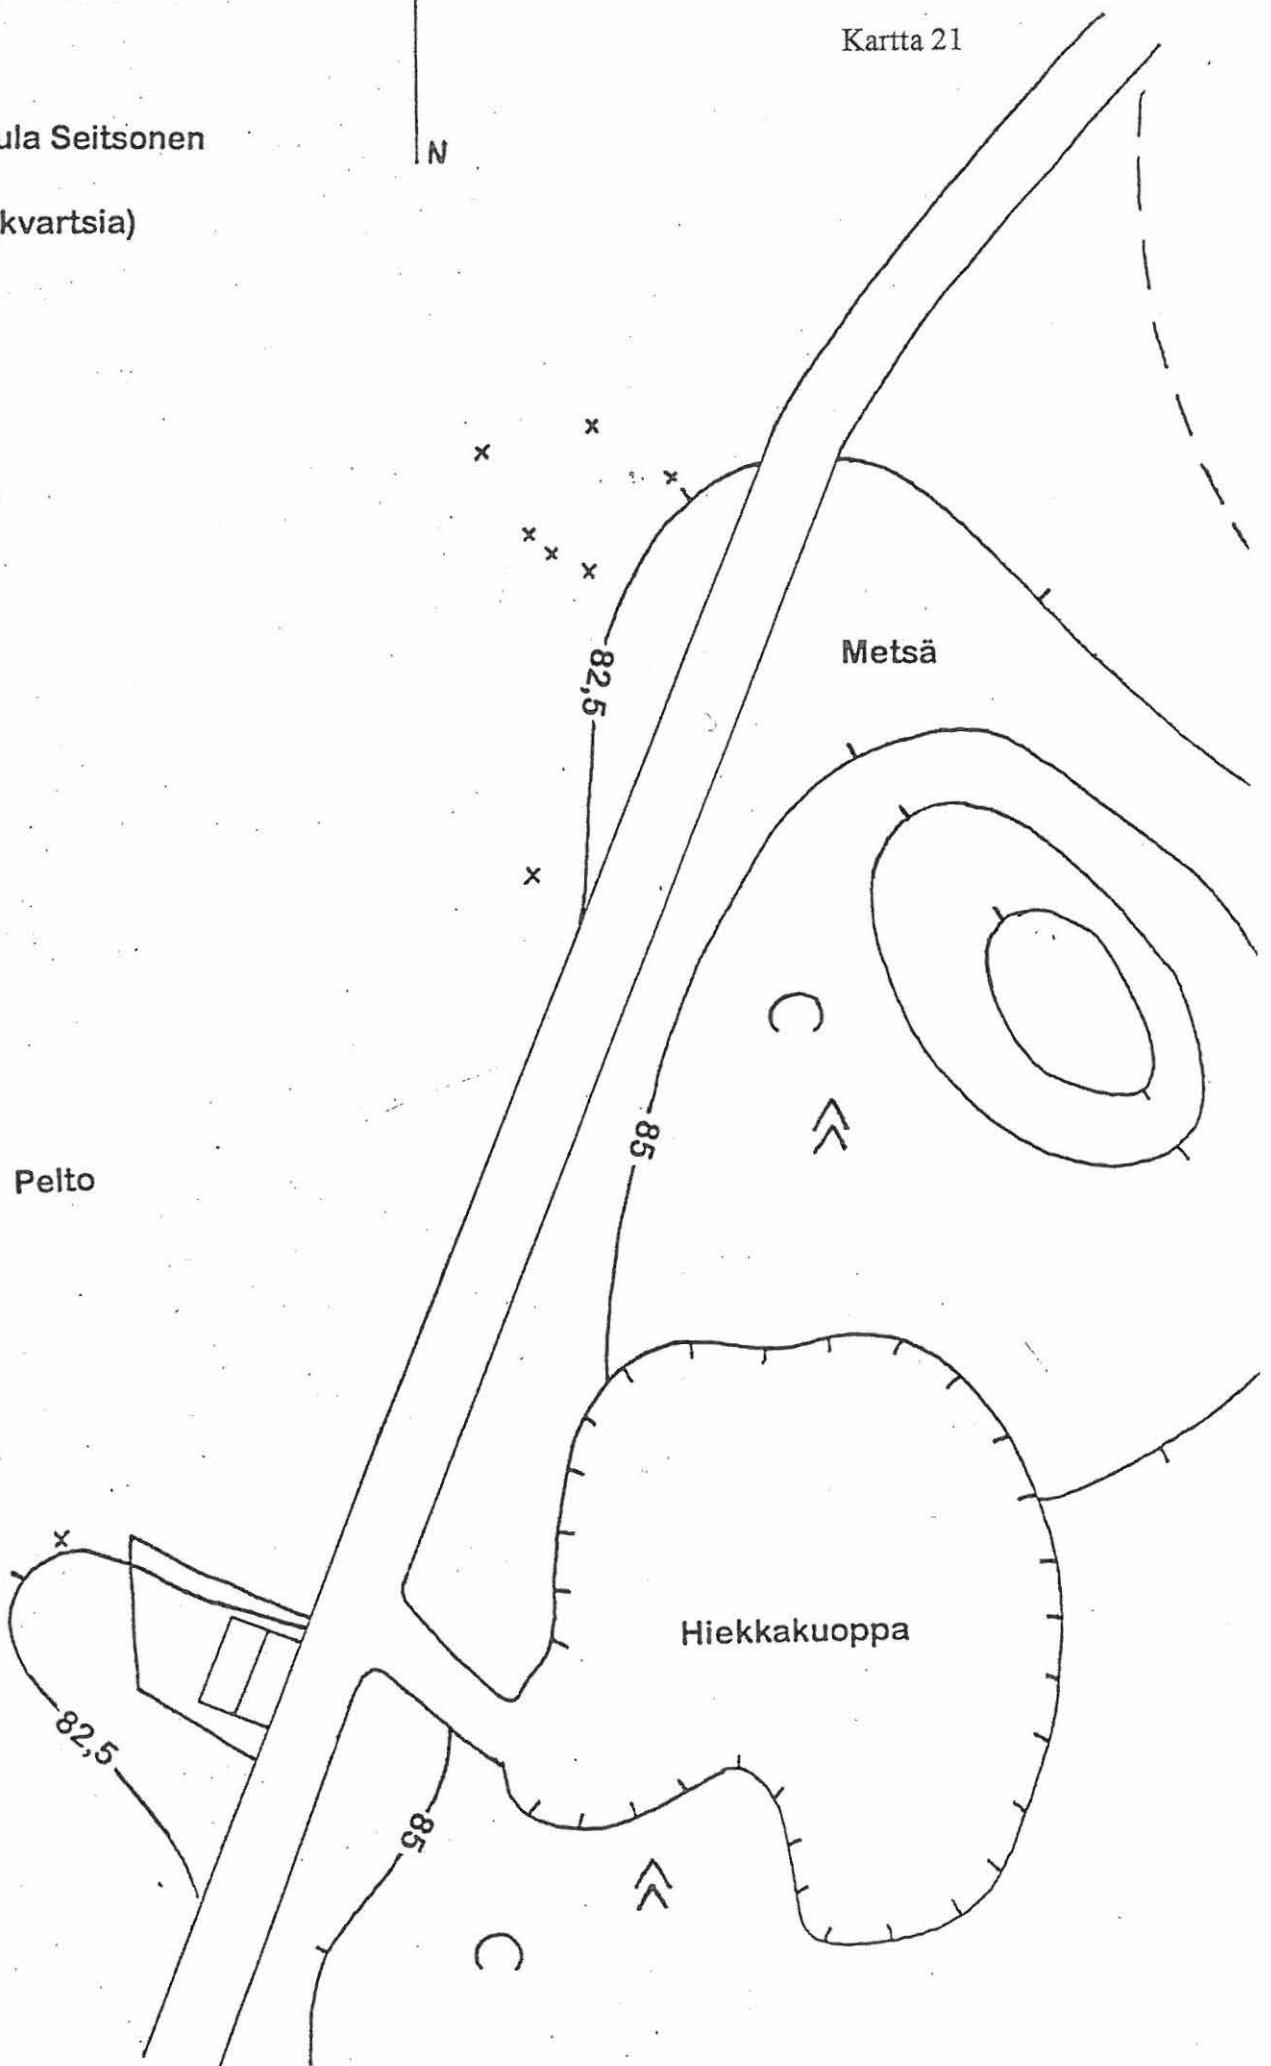 Kartta 21
ula Seitsonen
N
kvartsia)
82,5
Metsä
85
Pelto
Hiekkakuoppa
82,5
85